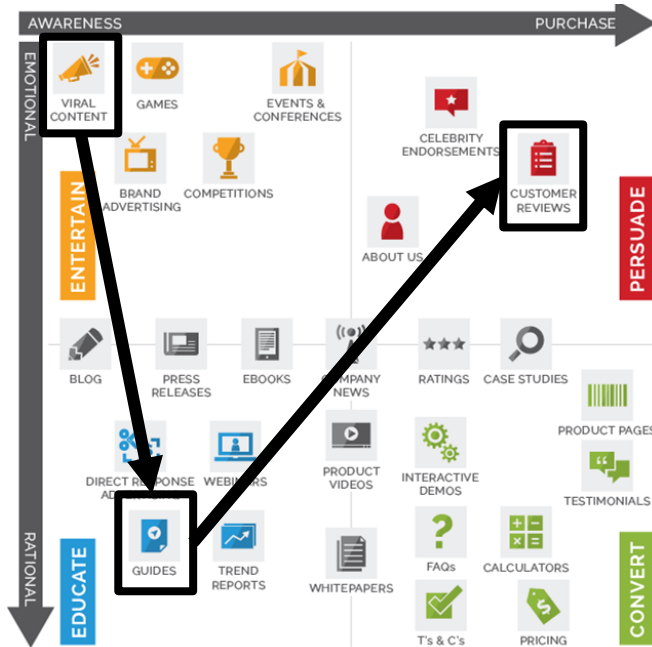 AWARENESS
PURCHASE
EMOTIONAL
VIRAL
CONTENT
GAMES
EVENTS &
CONFERENCES
CELEBRITY
ENDORSEMENTS
CUSTOMER
REVIEWS
BRAND
ADVERTISING
COMPETITIONS
ENTERTAIN
PERSUADE
ABOUT US
BLOG
PRESS
RELEASES
EBOOKS
COMPANY
NEWS
RATINGS
CASE STUDIES
PRODUCT PAGES
DIRECT RESPONSE
ADVERTISING
WEBINARS
PRODUCT
VIDEOS
INTERACTIVE
DEMOS
TESTIMONIALS
RATIONAL
EDUCATE
GUIDES
TREND
REPORTS
WHITEPAPERS
FAQs
CALCULATORS
CONVERT
T's & C's
PRICING